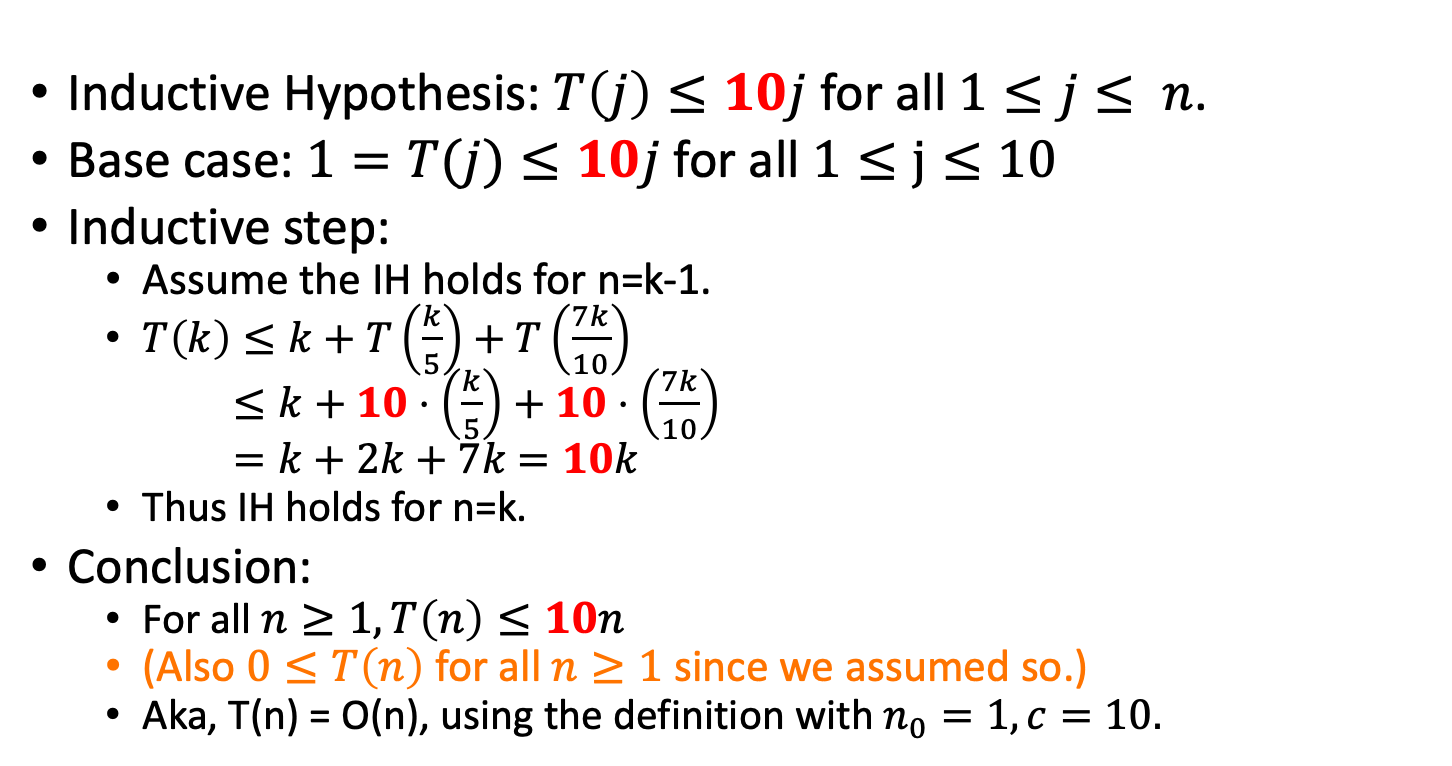 • Inductive Hypothesis: T(j) ≤ 10j for all 1 ≤ j ≤ n.
• Base case: 1 = T(j) ≤ 10j for all 1 ≤ j ≤ 10
• Inductive step:
• Assume the IH holds for n=k-1.
• T(k) ≤ k + T(k/5) + T(7k/10)
≤ k + 10 · (k/5) + 10 · (7k/10)
= k + 2k + 7k = 10k
• Thus IH holds for n=k.
• Conclusion:
• For all n ≥ 1, T(n) ≤ 10n
• (Also 0 ≤ T(n) for all n ≥ 1 since we assumed so.)
• Aka, T(n) = O(n), using the definition with n₀ = 1, c = 10.